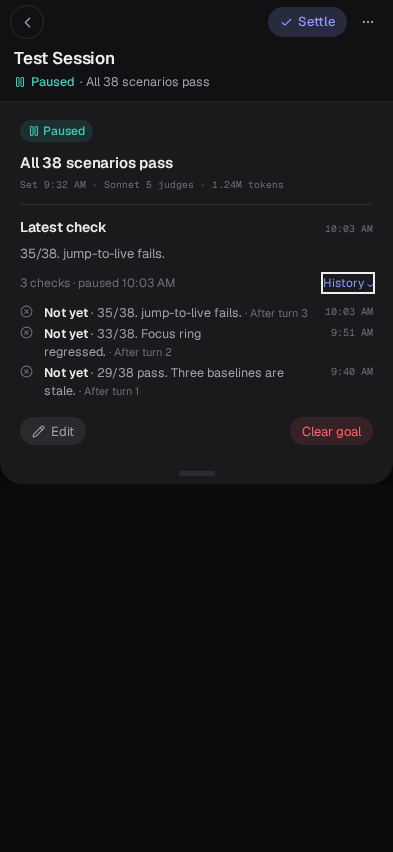 Settle
Test Session
Paused · All 38 scenarios pass
Paused
All 38 scenarios pass
Set 9:32 AM · Sonnet 5 judges · 1.24M tokens
Latest check 10:03 AM
35/38. jump-to-live fails.
3 checks · paused 10:03 AM History
Not yet · 35/38. jump-to-live fails. · After turn 3 10:03 AM
Not yet · 33/38. Focus ring 9:51 AM
regressed. · After turn 2
Not yet · 29/38 pass. Three baselines are 9:40 AM
stale. · After turn 1
Edit Clear goal